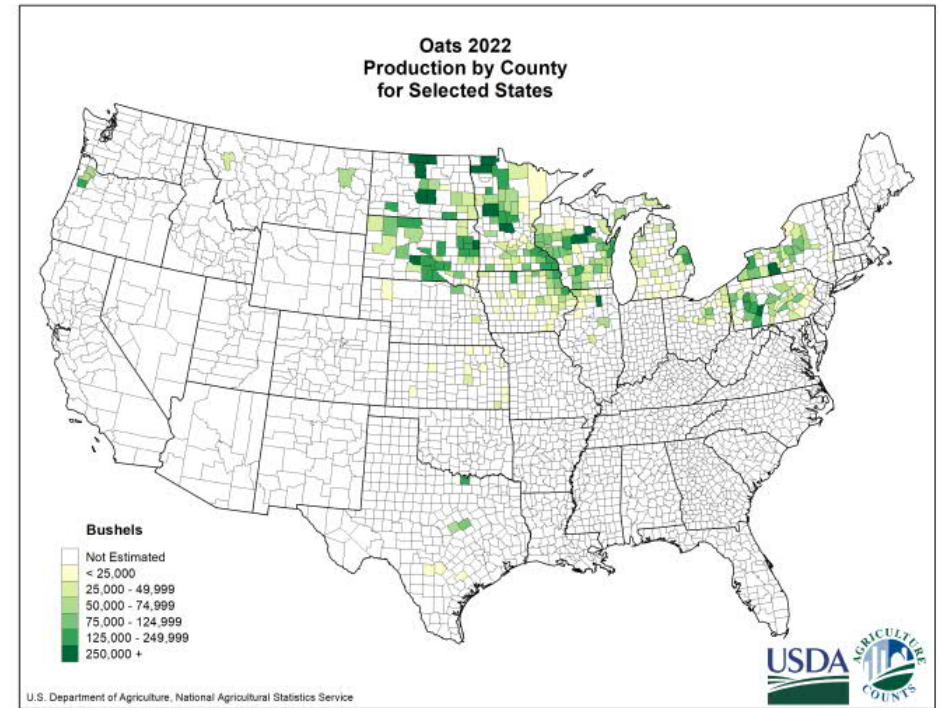 Oats 2022
Production by County
for Selected States
Bushels
Not Estimated
< 25,000
25,000 - 49,999
50,000 - 74,999
75,000 - 124,999
125,000 - 249,999
250,000 +
U.S. Department of Agriculture, National Agricultural Statistics Service
USDA
AGRICULTURE
COUNTS